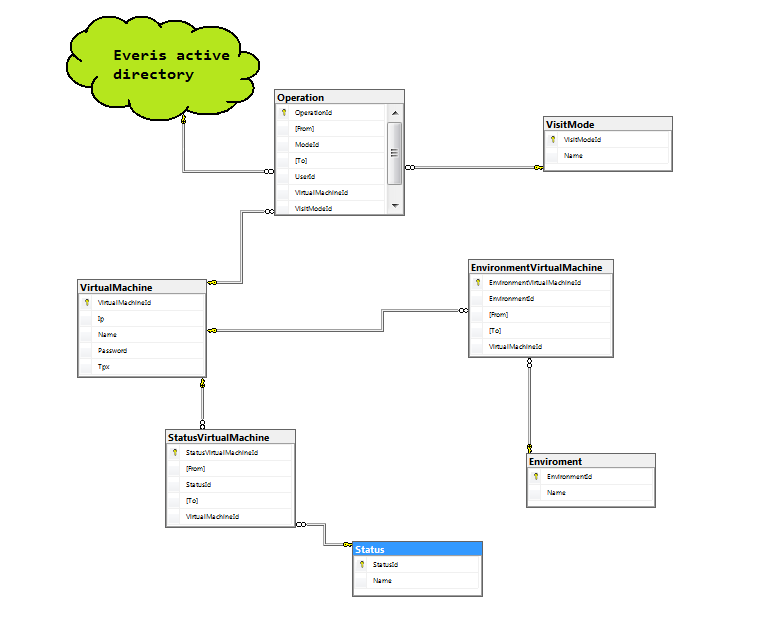 Everis active
directory
Operation
OperationId
[From]
ModeId
[To]
UserId
VirtualMachineId
VisitModeId
VisitMode
VisitModeId
Name
VirtualMachine
VirtualMachineId
Ip
Name
Password
Tpx
EnvironmentVirtualMachine
EnvironmentVirtualMachineId
EnvironmentId
[From]
[To]
VirtualMachineId
StatusVirtualMachine
StatusVirtualMachineId
[From]
StatusId
[To]
VirtualMachineId
Enviroment
EnvironmentId
Name
Status
StatusId
Name